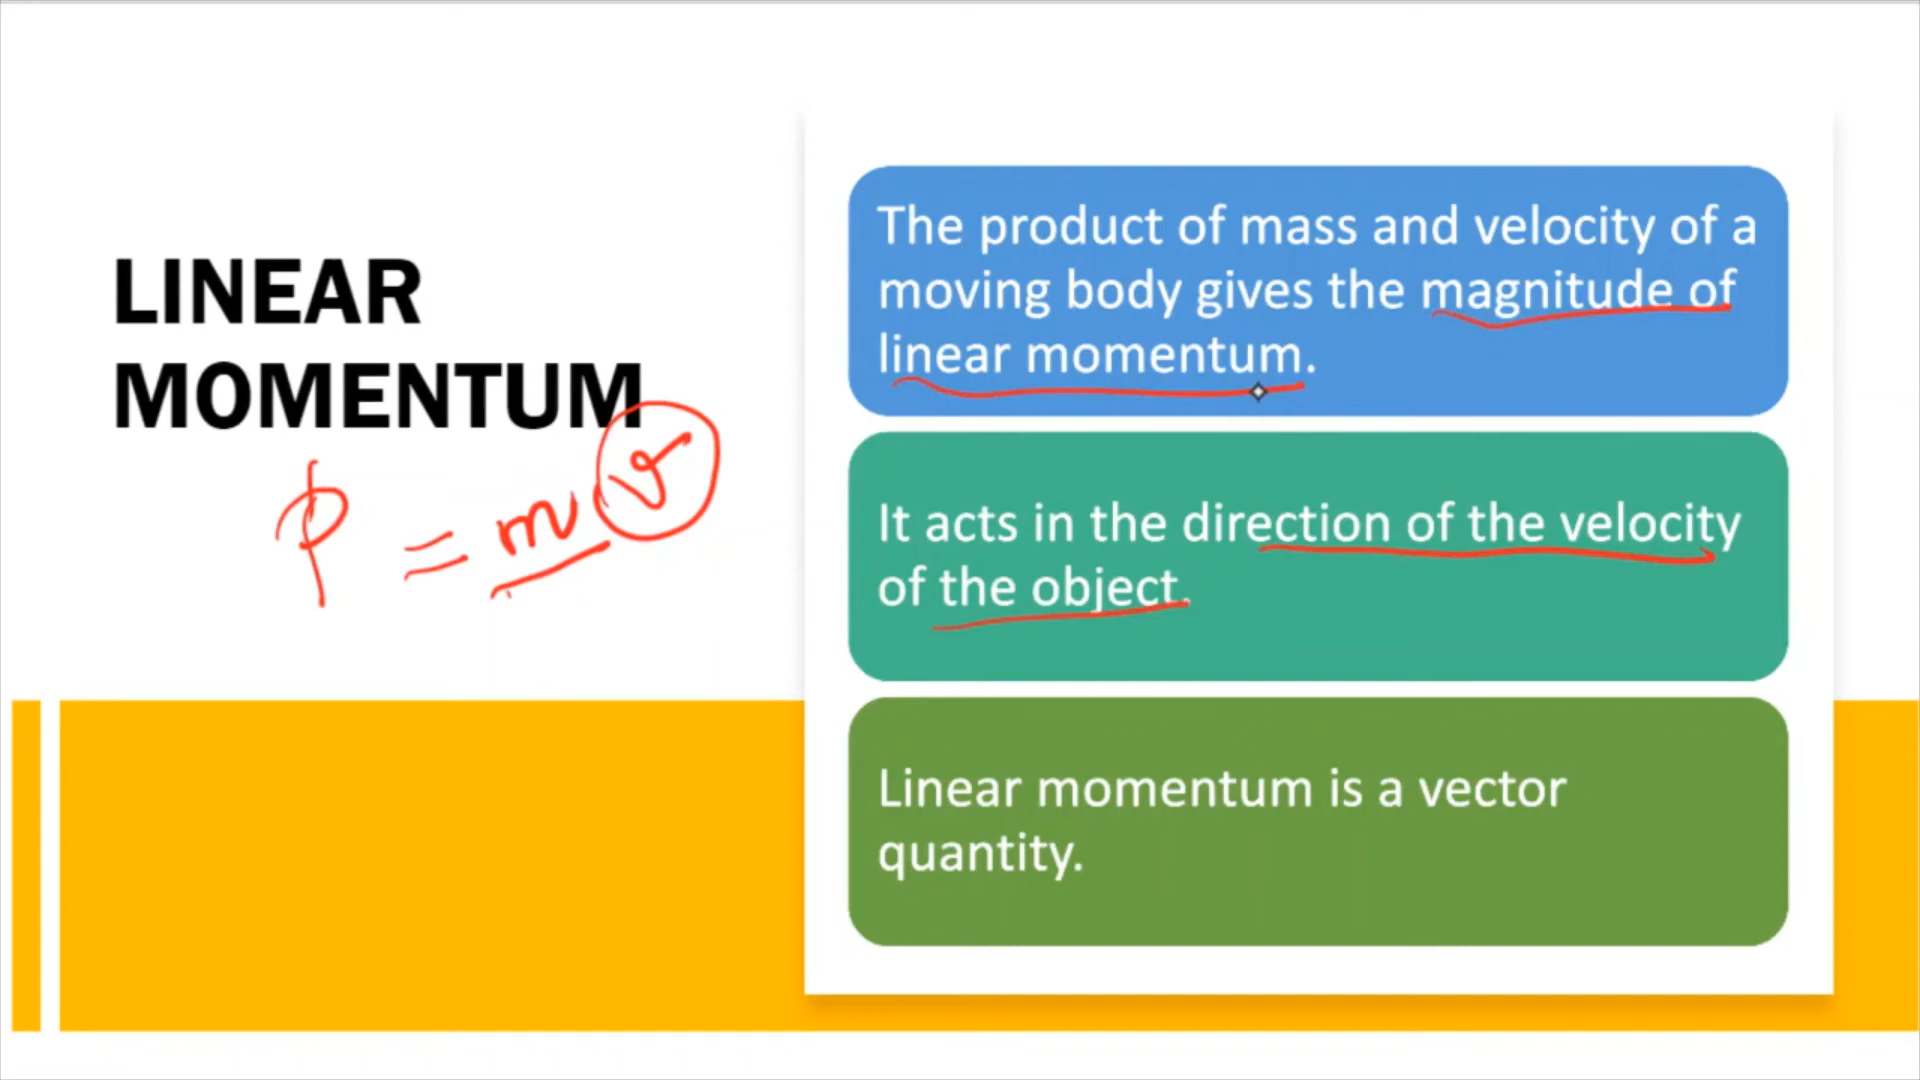 LINEAR
MOMENTUM
p = mv
The product of mass and velocity of a
moving body gives the magnitude of
linear momentum.
It acts in the direction of the velocity
of the object.
Linear momentum is a vector
quantity.